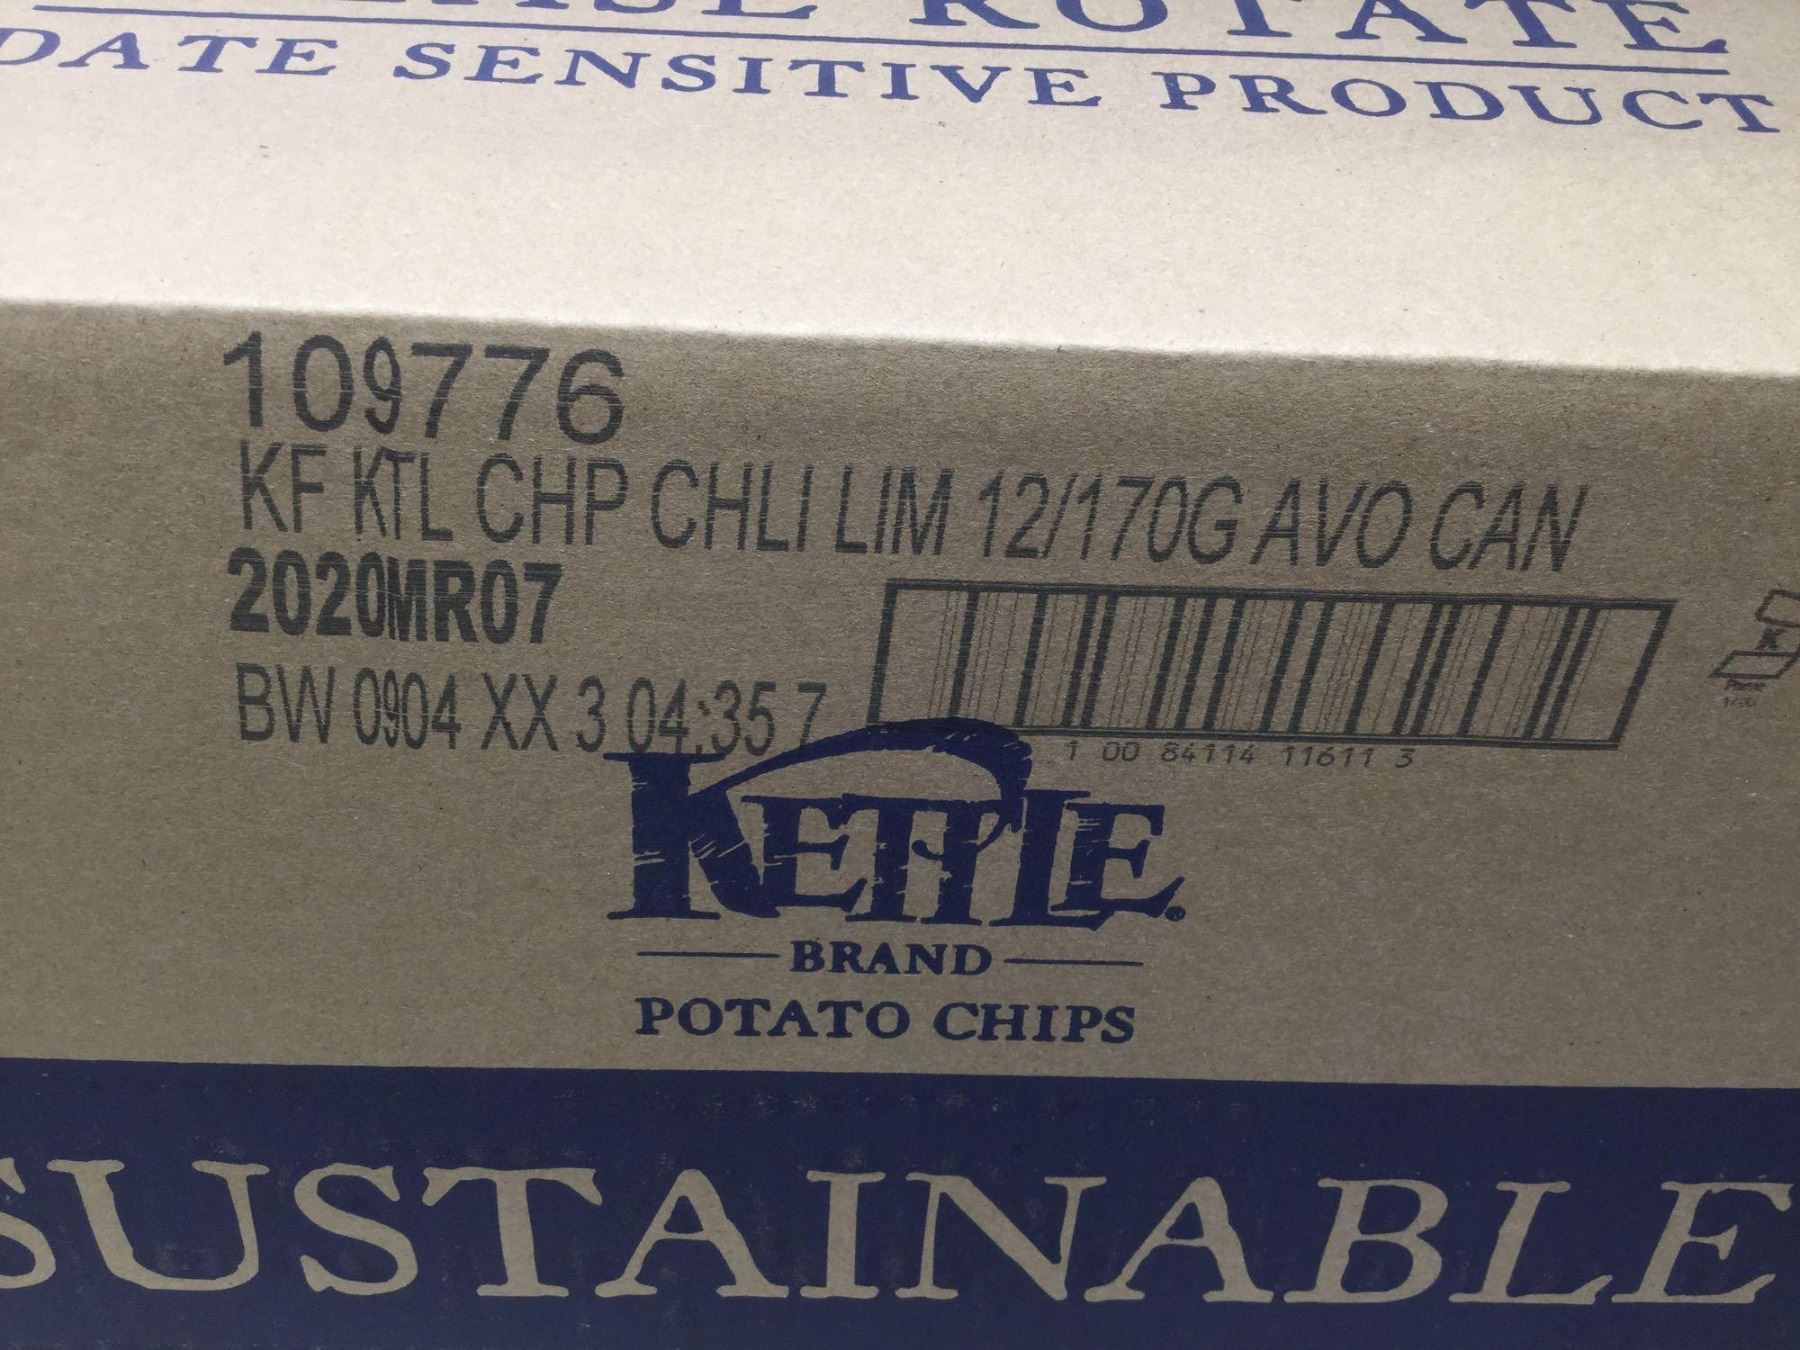 ROTATE
DATE SENSITIVE PRODUCT
109776
KF KTL CHP CHLI LIM 12/170G AVO CAN
2020MR07
BW 0904 XX 3 04:35 7
1 00 84114 11611 3
KETTLE®
BRAND
POTATO CHIPS
SUSTAINABLE